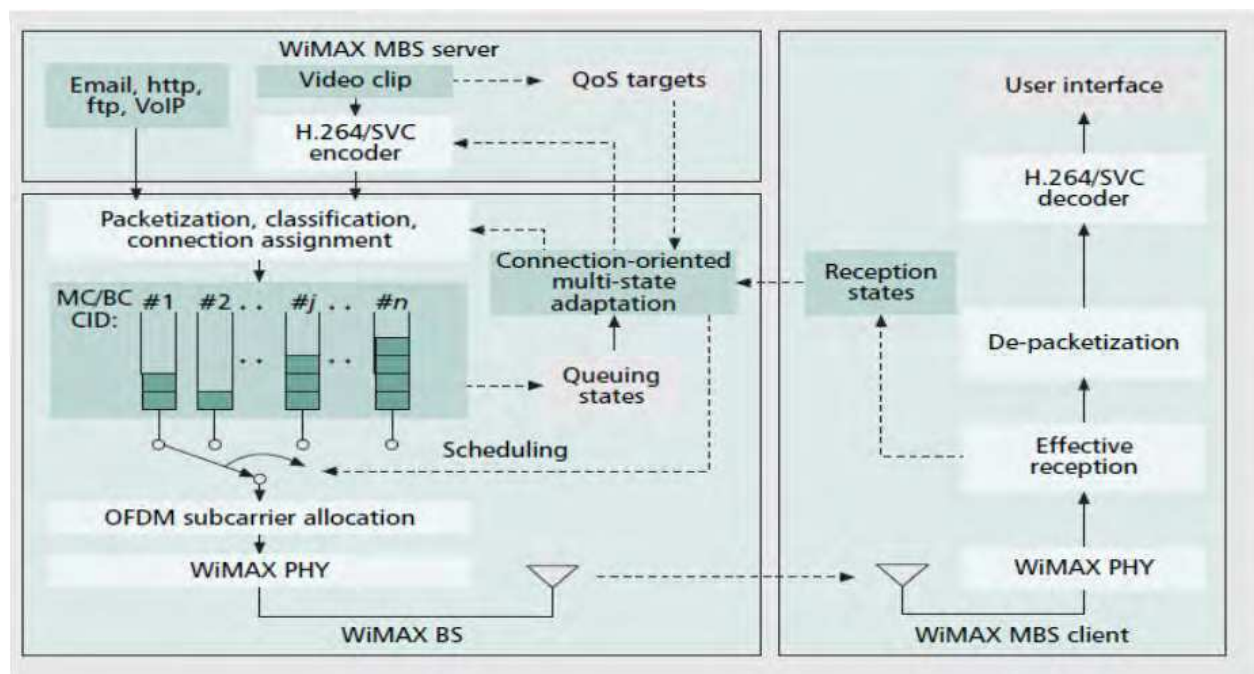 WiMAX MBS server
Email, http,
ftp, VoIP
Video clip
QoS targets
H.264/SVC
encoder
Packetization, classification,
connection assignment
MC/BC
CID:
#1 #2 . . #j . . #n
. . . .
Connection-oriented
multi-state
adaptation
Queuing
states
Scheduling
OFDM subcarrier allocation
WiMAX PHY
WiMAX BS
User interface
H.264/SVC
decoder
Reception
states
De-packetization
Effective
reception
WiMAX PHY
WiMAX MBS client